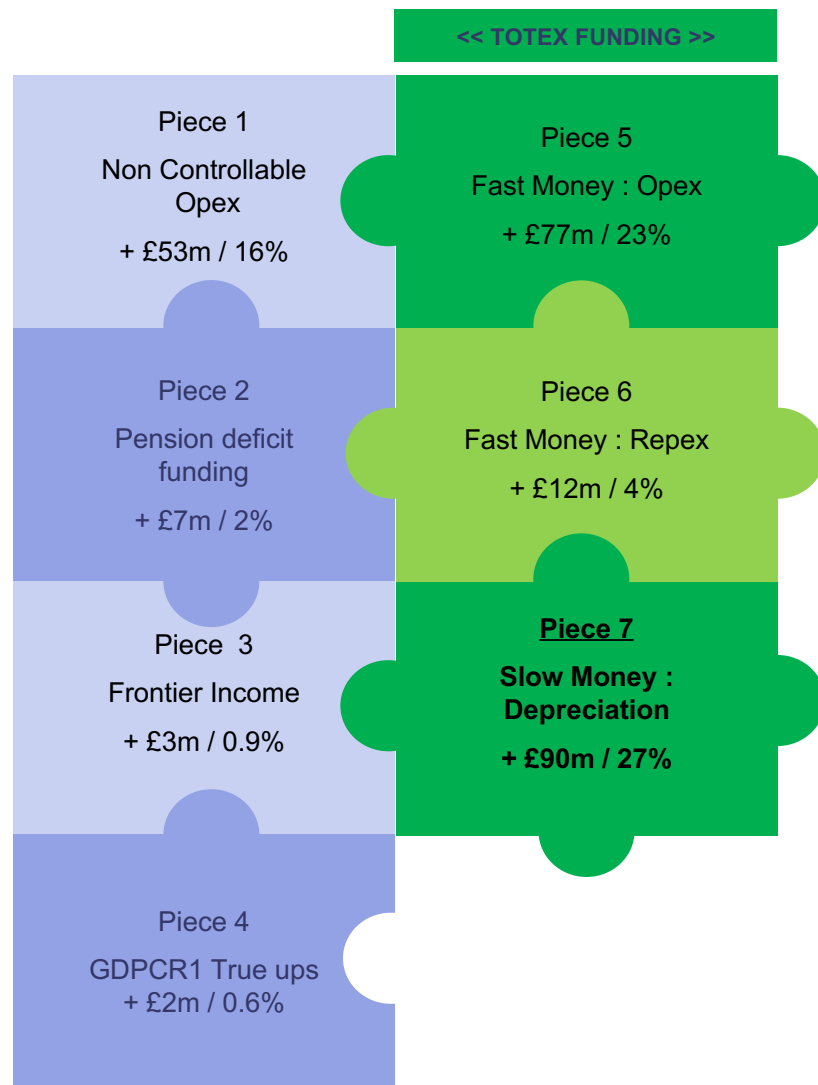 << TOTEX FUNDING >>
Piece 1
Non Controllable
Opex
+ £53m / 16%
Piece 2
Pension deficit
funding
+ £7m / 2%
Piece  3
Frontier Income
+ £3m / 0.9%
Piece 4
GDPCR1 True ups
+ £2m / 0.6%
Piece 5
Fast Money : Opex
+ £77m / 23%
Piece 6
Fast Money : Repex
+ £12m / 4%
Piece 7
Slow Money :
Depreciation
+ £90m / 27%